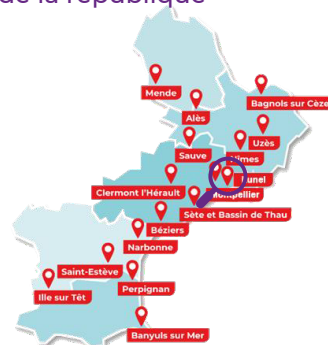 de la république
Mende
Bagnols sur Cèze
Alès
Uzès
Sauve
Nîmes
Lunel
Clermont l'Hérault
Montpellier
Sète et Bassin de Thau
Béziers
Narbonne
Saint-Estève
Perpignan
Ille sur Têt
Banyuls sur Mer